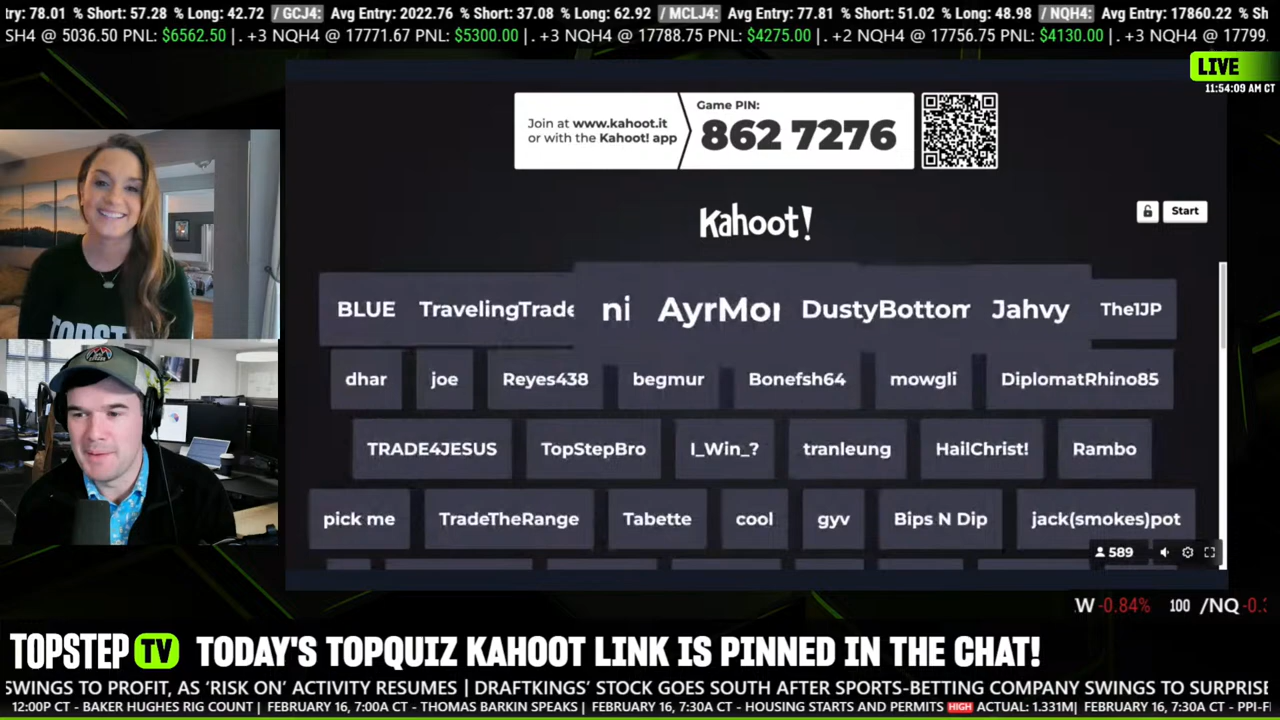 ry: 78.01 % Short: 57.28 % Long: 42.72 / GCJ4: Avg Entry: 2022.76 % Short: 37.08 % Long: 62.92 / MCLJ4: Avg Entry: 77.81 % Short: 51.02 % Long: 48.98 / NQH4: Avg Entry: 17860.22 % Sh
SH4 @ 5036.50 PNL: $6562.50 | . +3 NQH4 @ 17771.67 PNL: $5300.00 | . +3 NQH4 @ 17788.75 PNL: $4275.00 | . +2 NQH4 @ 17756.75 PNL: $4130.00 | . +3 NQH4 @ 17799.
LIVE
11:54:09 AM CT
Join at www.kahoot.it
or with the Kahoot! app
Game PIN:
862 7276
Kahoot!
Start
BLUE TravelingTrade ni AyrMor DustyBottom Jahvy The1JP
dhar joe Reyes438 begmur Bonefsh64 mowgli DiplomatRhino85
TRADE4JESUS TopStepBro I_Win_? tranleung HailChrist! Rambo
pick me TradeTheRange Tabette cool gyv Bips N Dip jack(smokes)pot
589
W -0.84% 100 /NQ -0.
TOPSTEP TV TODAY'S TOPQUIZ KAHOOT LINK IS PINNED IN THE CHAT!
SWINGS TO PROFIT, AS 'RISK ON' ACTIVITY RESUMES | DRAFTKINGS' STOCK GOES SOUTH AFTER SPORTS-BETTING COMPANY SWINGS TO SURPRISE
12:00P CT - BAKER HUGHES RIG COUNT | FEBRUARY 16, 7:00A CT - THOMAS BARKIN SPEAKS | FEBRUARY 16, 7:30A CT - HOUSING STARTS AND PERMITS HIGH ACTUAL: 1.331M| FEBRUARY 16, 7:30A CT - PPI-F